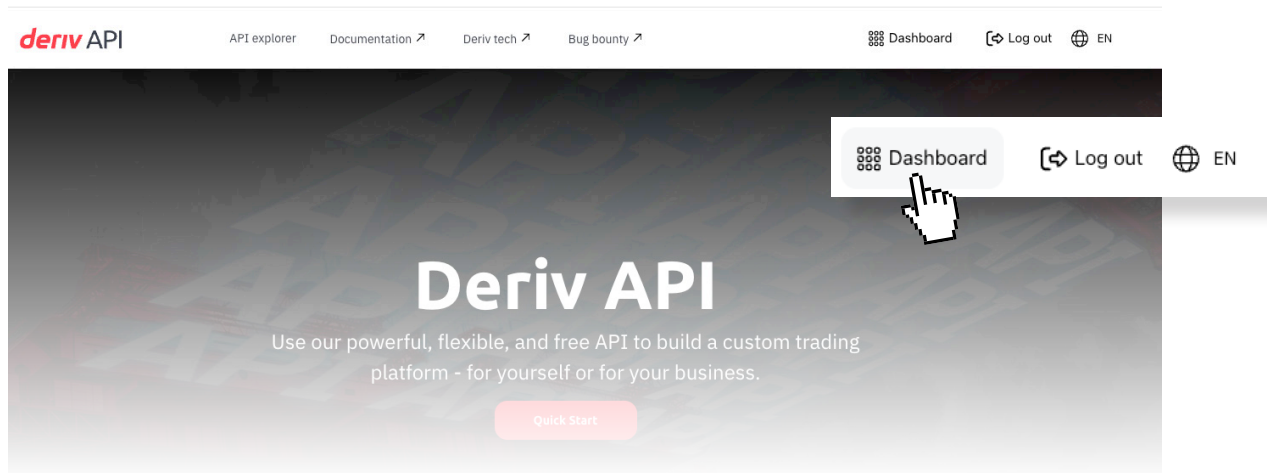 deriv API
API explorer
Documentation
Deriv tech
Bug bounty
Dashboard
Log out
EN
Dashboard
Log out
EN
Deriv API
Use our powerful, flexible, and free API to build a custom trading
platform - for yourself or for your business.
Quick Start